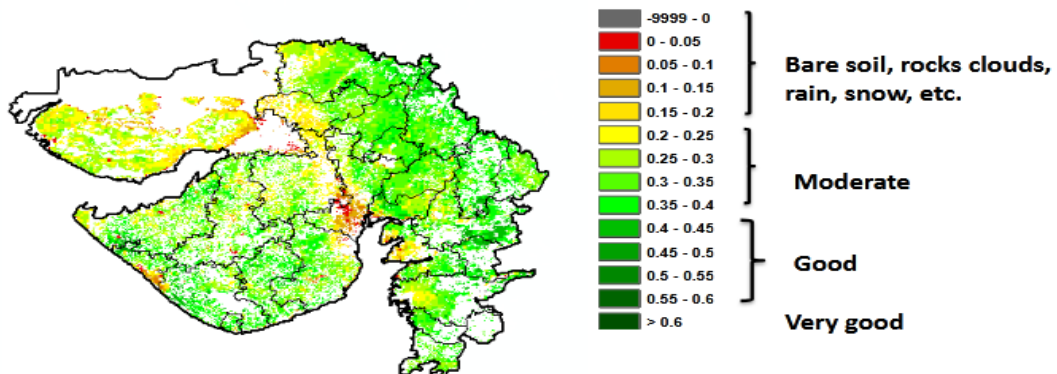 -9999 - 0
0 - 0.05
0.05 - 0.1
0.1 - 0.15
0.15 - 0.2
0.2 - 0.25
0.25 - 0.3
0.3 - 0.35
0.35 - 0.4
0.4 - 0.45
0.45 - 0.5
0.5 - 0.55
0.55 - 0.6
> 0.6
Bare soil, rocks clouds,
rain, snow, etc.
Moderate
Good
Very good